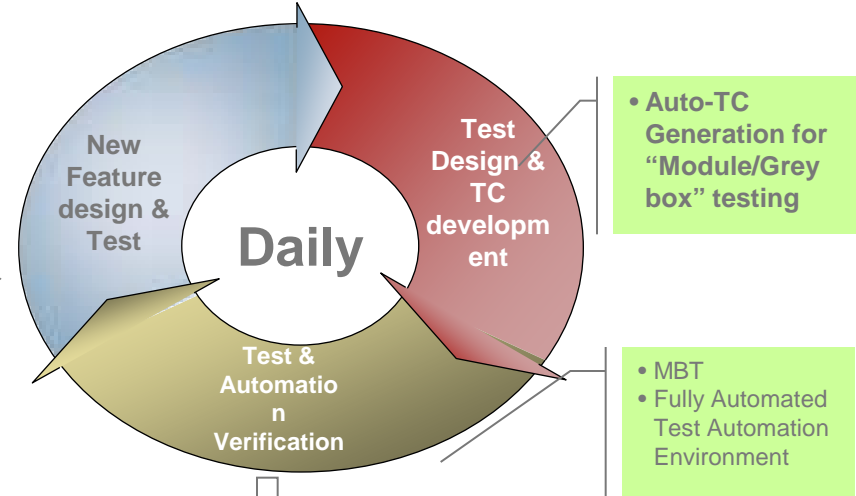 New
Feature
design &
Test
Test
Design &
TC
developm
ent
Daily
Test &
Automatio
n
Verification
• Auto-TC
Generation for
“Module/Grey
box” testing
• MBT
• Fully Automated
Test Automation
Environment